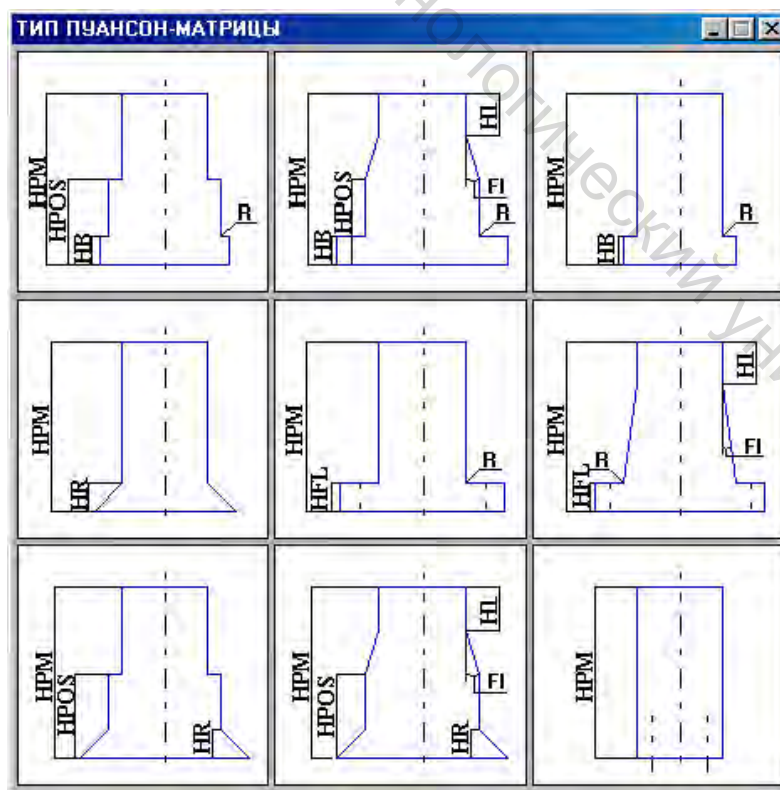 ТИП ПУАНСОН-МАТРИЦЫ
HPM
HPOS
HB
R
HPM
HPOS
HB
HL
FI
R
HPM
HB
R
HPM
HR
HPM
HFL
R
HPM
HFL
R
HL
FI
HPM
HPOS
HR
HPM
HPOS
HL
FI
HR
HPM